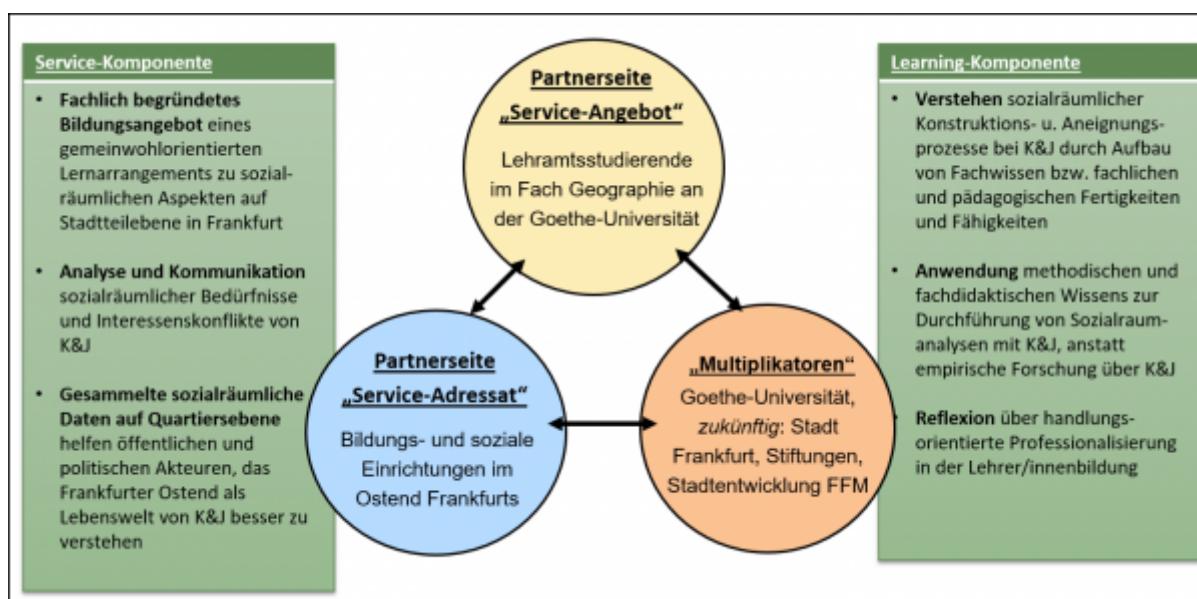 Service-Komponente
• Fachlich begründetes
Bildungsangebot eines
gemeinwohlorientierten
Lernarrangements zu sozial-
räumlichen Aspekten auf
Stadtteilebene in Frankfurt
• Analyse und Kommunikation
sozialräumlicher Bedürfnisse
und Interessenskonflikte von
K&J
• Gesammelte sozialräumliche
Daten auf Quartiersebene
helfen öffentlichen und
politischen Akteuren, das
Frankfurter Ostend als
Lebenswelt von K&J besser zu
verstehen
Partnerseite
„Service-Angebot“
Lehramtsstudierende
im Fach Geographie an
der Goethe-Universität
Partnerseite
„Service-Adressat“
Bildungs- und soziale
Einrichtungen im
Ostend Frankfurts
„Multiplikatoren“
Goethe-Universität,
zukünftig: Stadt
Frankfurt, Stiftungen,
Stadtentwicklung FFM
Learning-Komponente
• Verstehen sozialräumlicher
Konstruktions- u. Aneignungs-
prozesse bei K&J durch Aufbau
von Fachwissen bzw. fachlichen
und pädagogischen Fertigkeiten
und Fähigkeiten
• Anwendung methodischen und
fachdidaktischen Wissens zur
Durchführung von Sozialraum-
analysen mit K&J, anstatt
empirische Forschung über K&J
• Reflexion über handlungs-
orientierte Professionalisierung
in der Lehrer/innenbildung